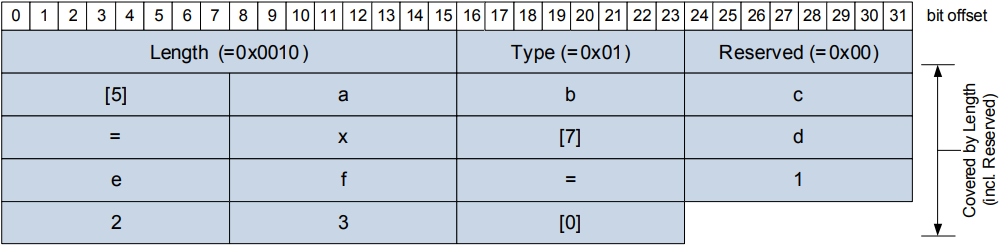 0 1 2 3 4 5 6 7 8 9 10 11 12 13 14 15 16 17 18 19 20 21 22 23 24 25 26 27 28 29 30 31 bit offset
Length (=0x0010) Type (=0x01) Reserved (=0x00)
[5] a b c
= x [7] d
e f = 1
2 3 [0]
Covered by Length
(incl. Reserved)